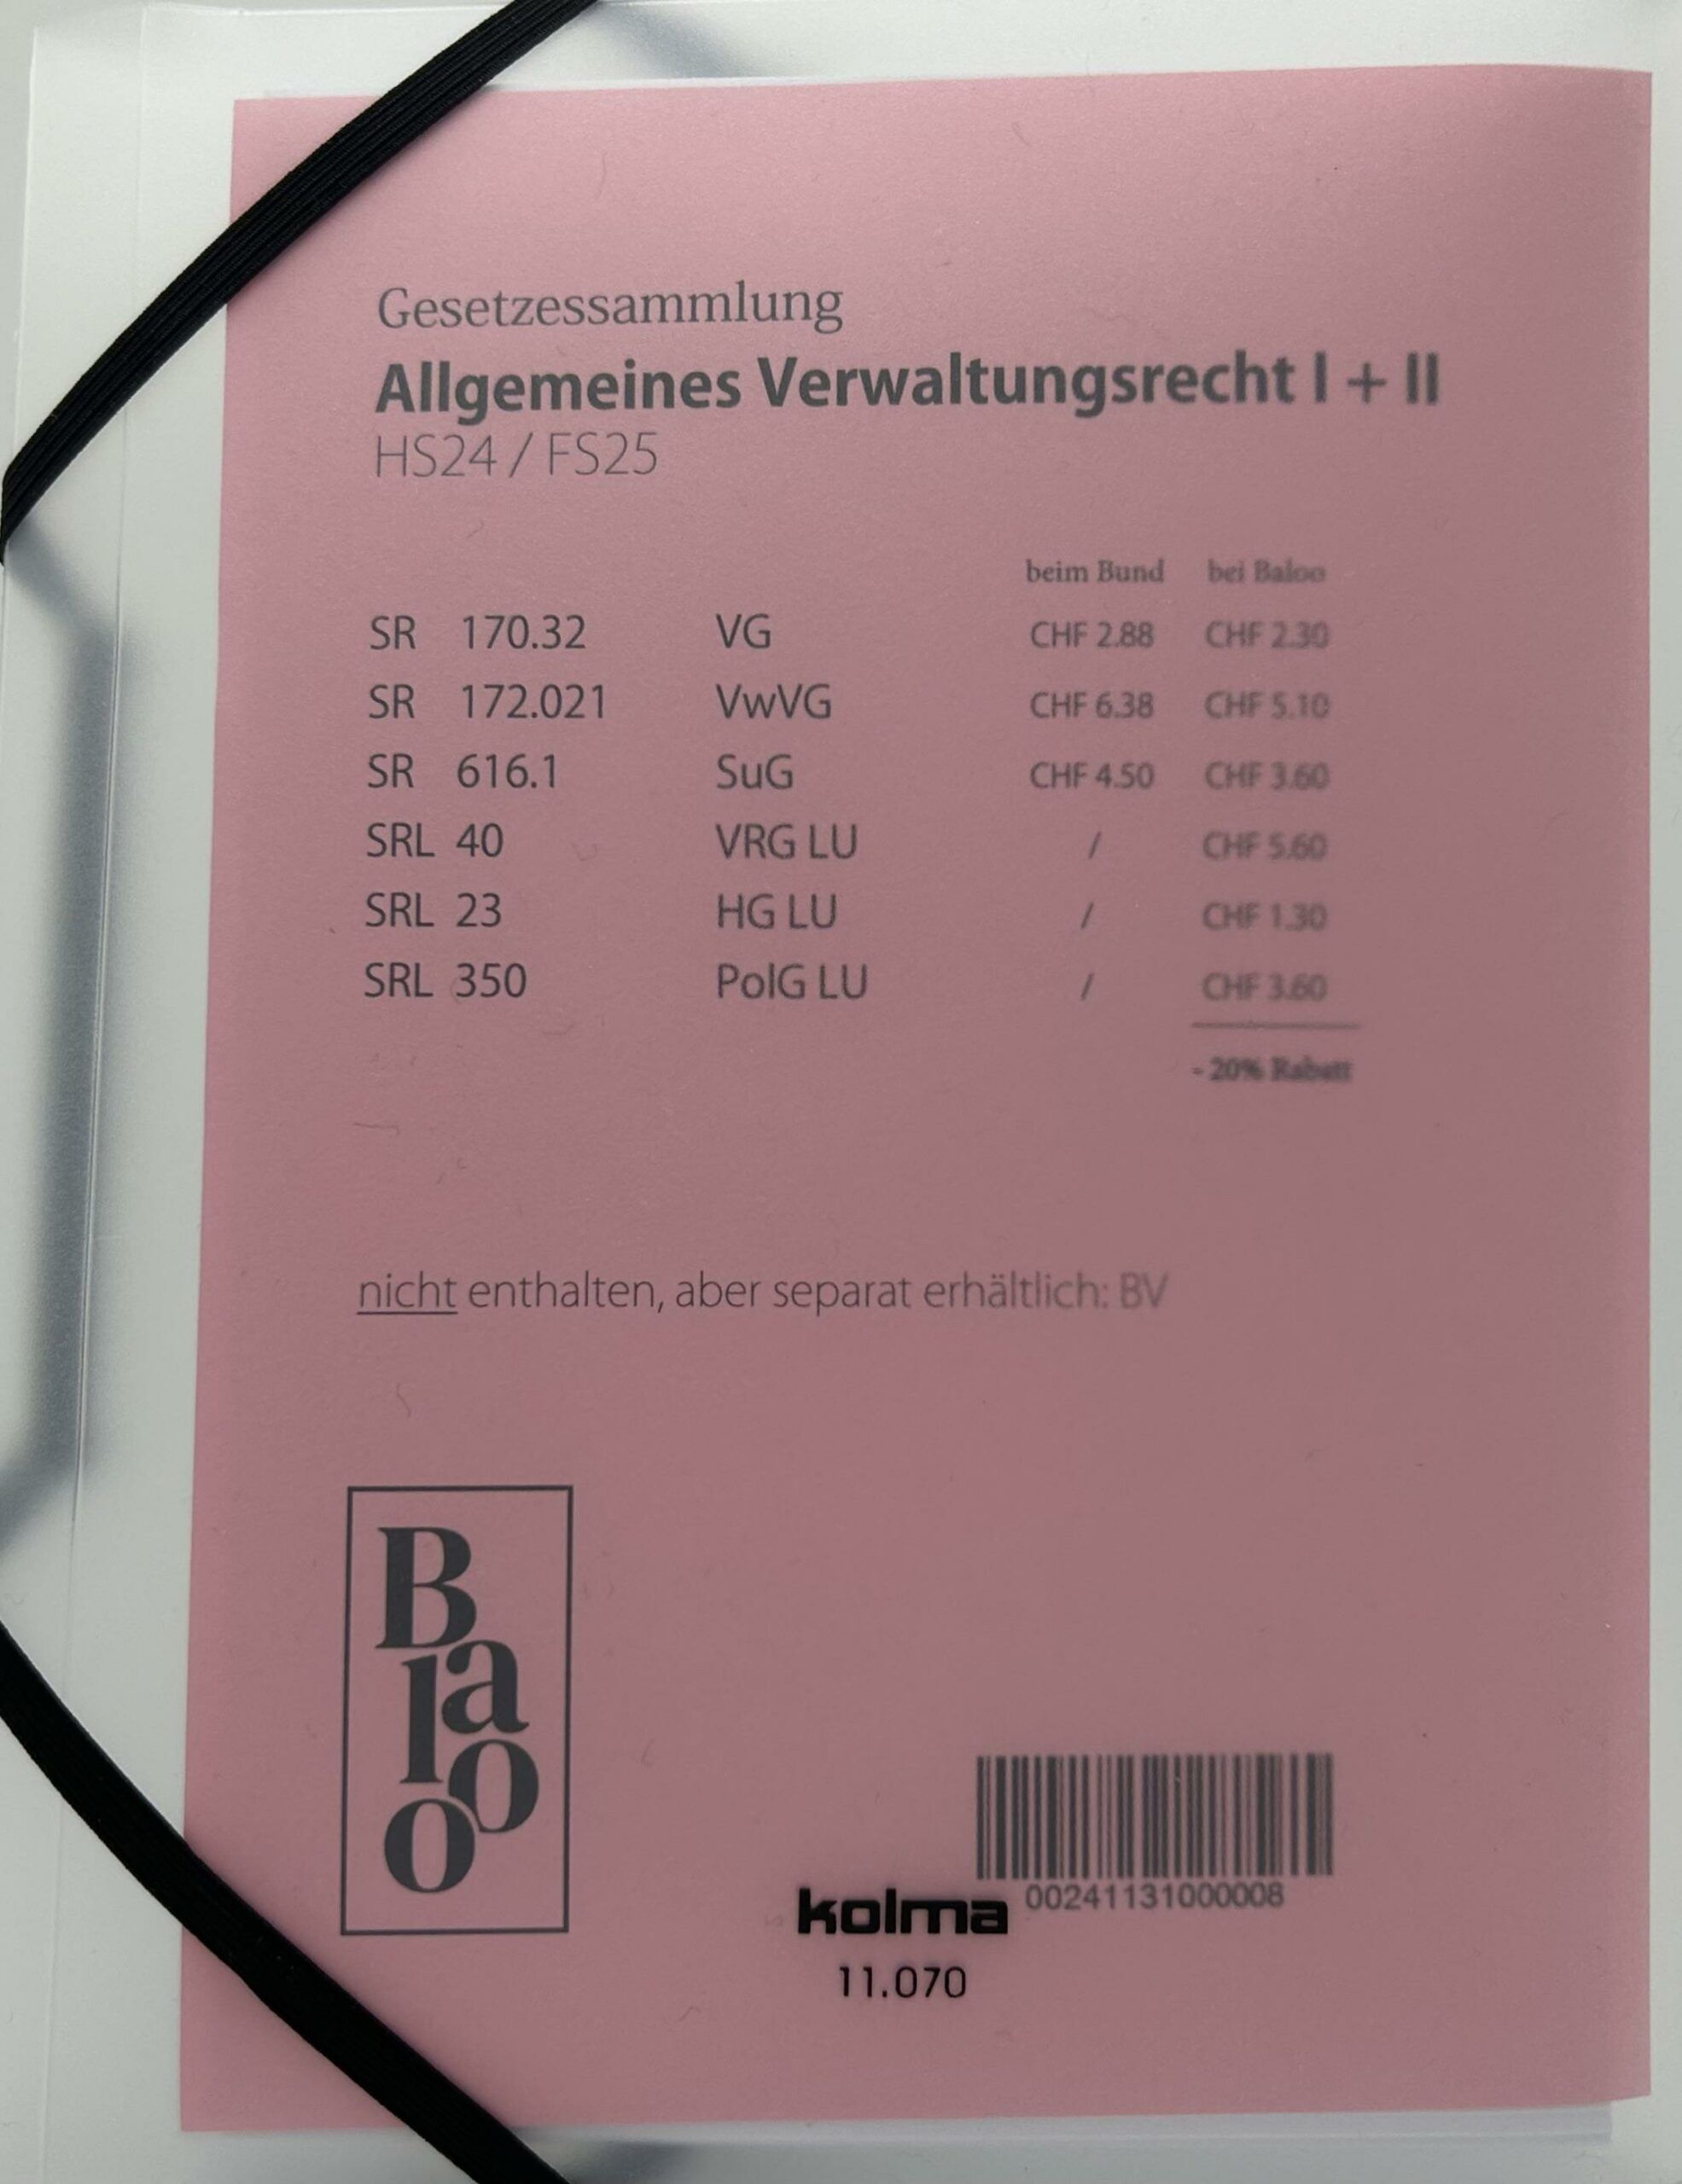 Gesetzessammlung
Allgemeines Verwaltungsrecht I + II
HS24 / FS25
beim Bund bei Baloo
SR 170.32 VG CHF 2.88 CHF 2.30
SR 172.021 VwVG CHF 6.38 CHF 5.10
SR 616.1 SuG CHF 4.50 CHF 3.60
SRL 40 VRG LU / CHF 5.60
SRL 23 HG LU / CHF 1.30
SRL 350 PolG LU / CHF 3.60
- 20% Rabatt
nicht enthalten, aber separat erhältlich: BV
Baloo
00241131000008
kolma
11.070